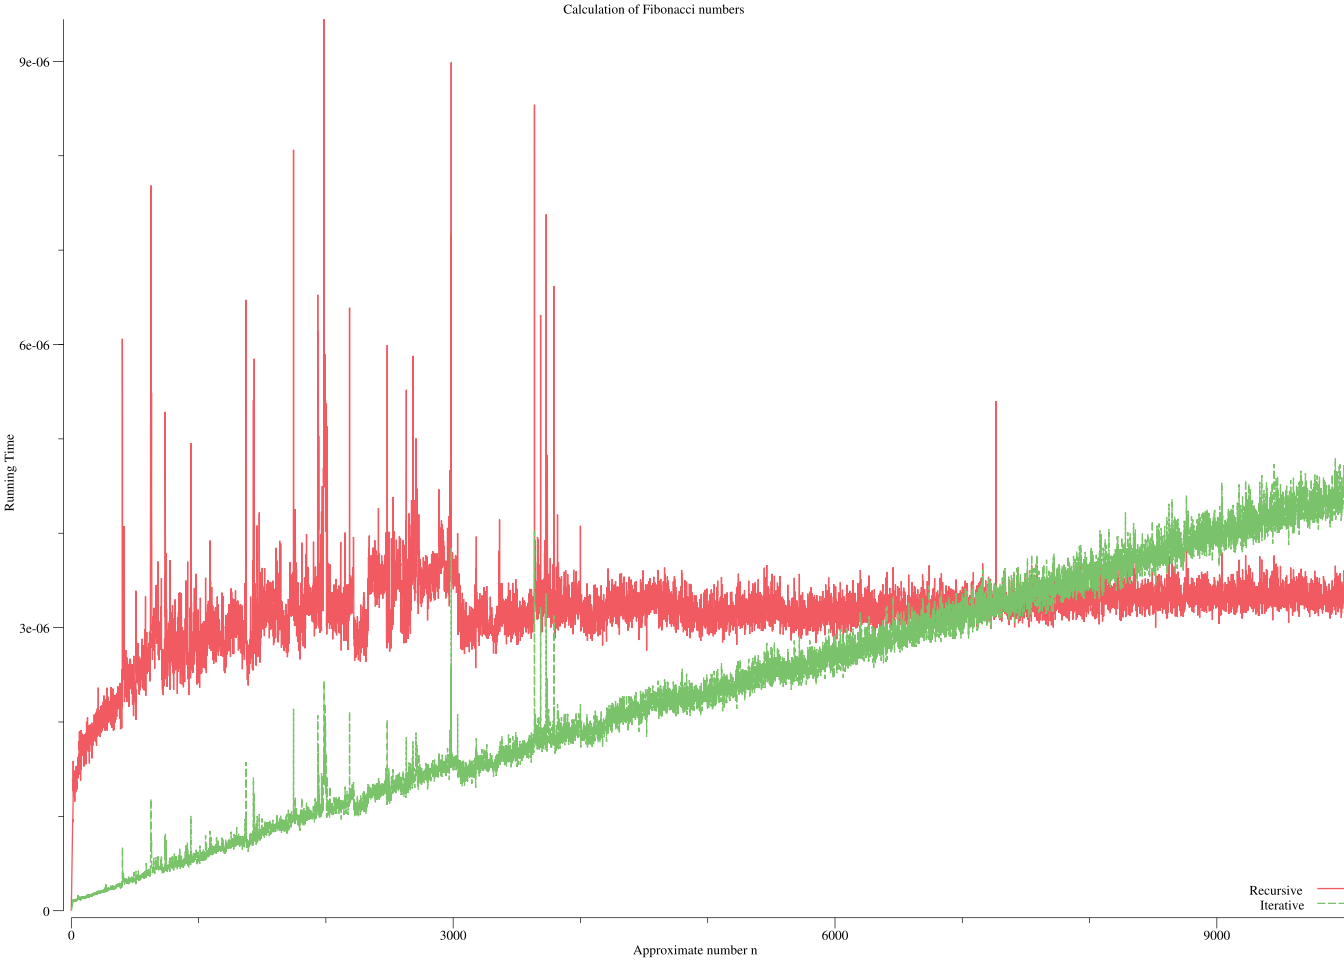 Calculation of Fibonacci numbers
9e-06
6e-06
Running Time
3e-06
0
Recursive
Iterative
0 3000 6000 9000
Approximate number n